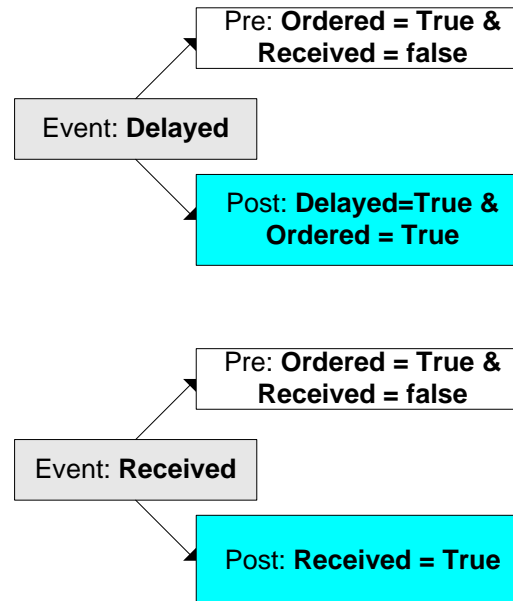 Pre: Ordered = True &
Received = false
Event: Delayed
Post: Delayed=True &
Ordered = True
Pre: Ordered = True &
Received = false
Event: Received
Post: Received = True